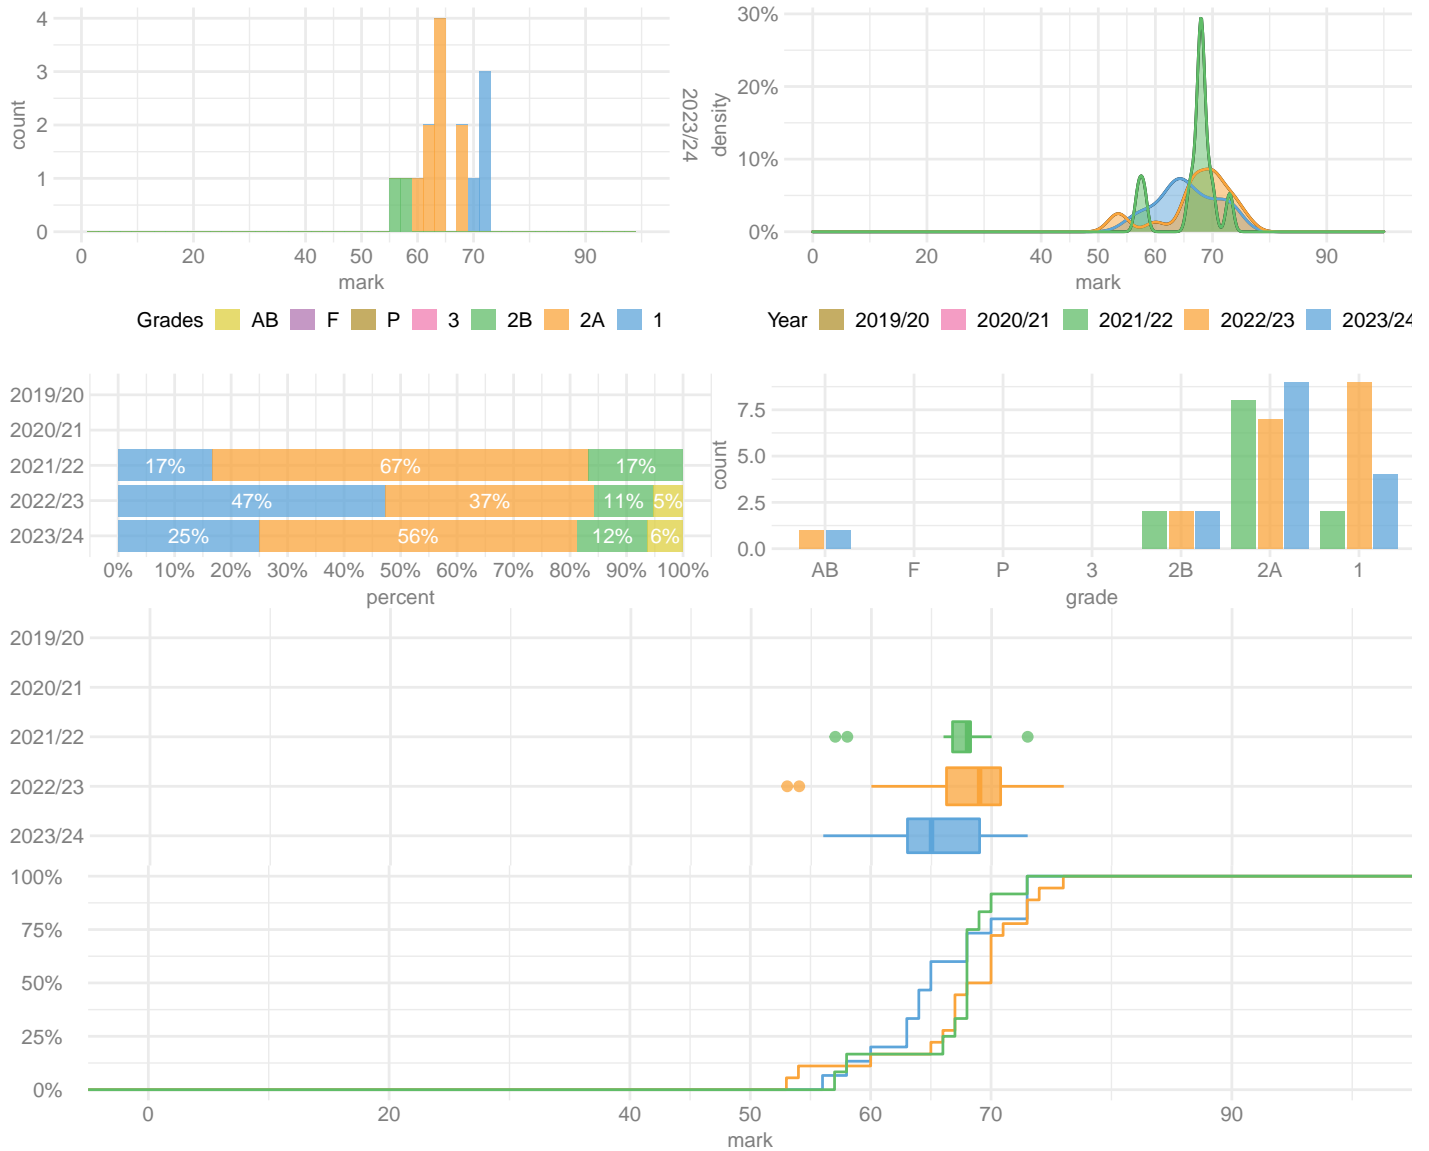 4
3
2
1
0
count
0 20 40 50 60 70 90
mark
2023/24
30%
20%
10%
0%
density
0 20 40 50 60 70 90
mark
Grades AB F P 3 2B 2A 1
Year 2019/20 2020/21 2021/22 2022/23 2023/24
2019/20
2020/21
2021/22 17% 67% 17%
2022/23 47% 37% 11% 5%
2023/24 25% 56% 12% 6%
0% 10% 20% 30% 40% 50% 60% 70% 80% 90% 100%
percent
7.5
5.0
2.5
0.0
count
AB F P 3 2B 2A 1
grade
2019/20
2020/21
2021/22
2022/23
2023/24
100%
75%
50%
25%
0%
0 20 40 50 60 70 90
mark